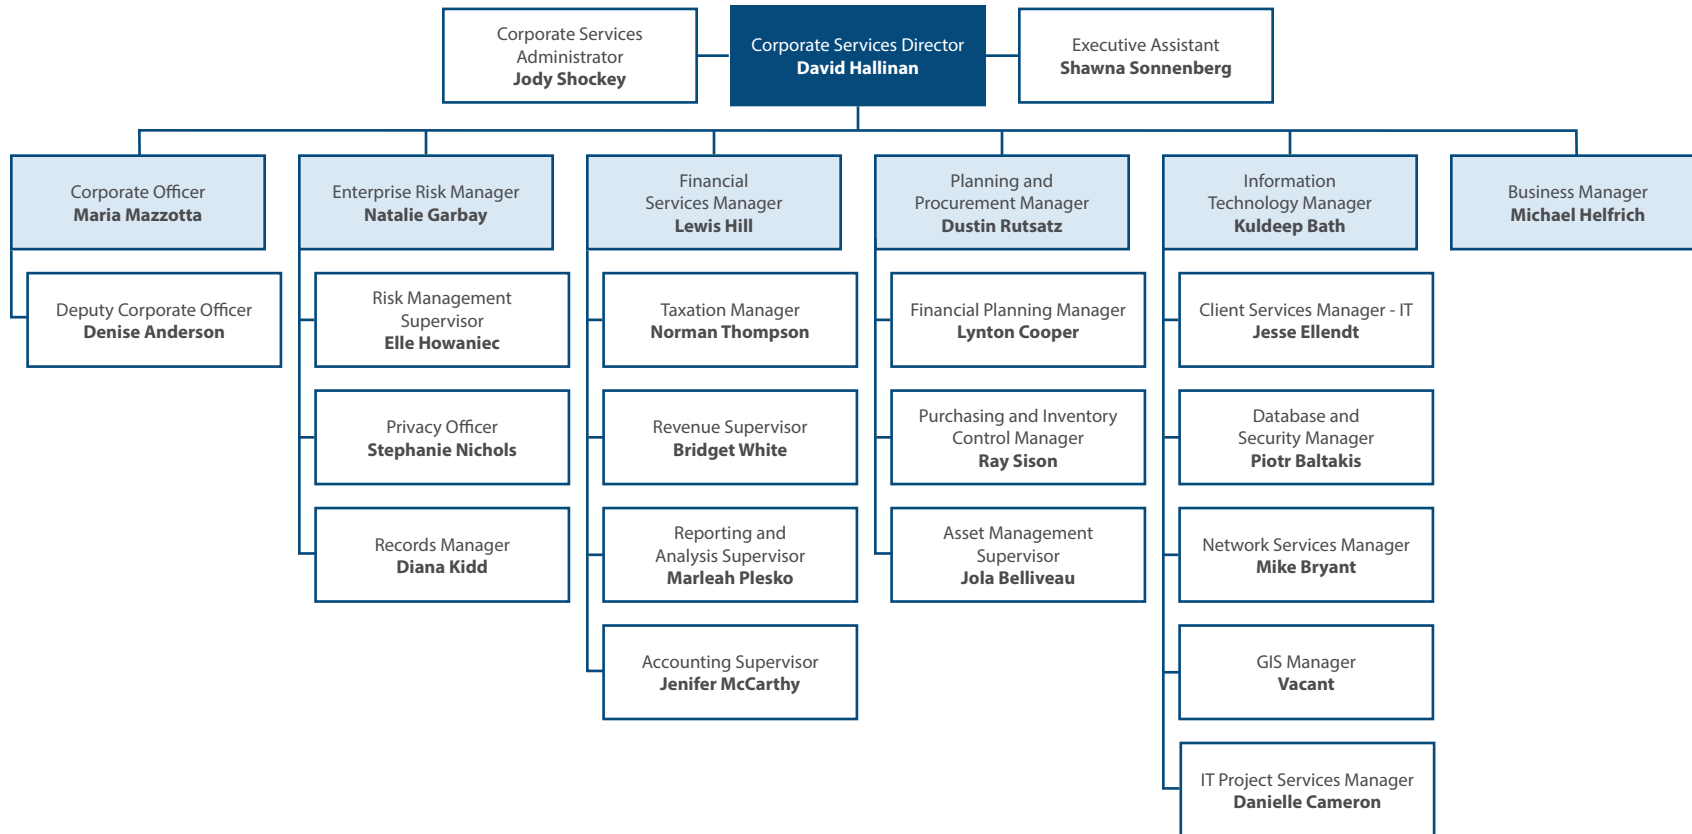 Corporate Services
Administrator
Jody Shockey
Corporate Services Director
David Hallinan
Executive Assistant
Shawna Sonnenberg
Corporate Officer
Maria Mazzotta
Enterprise Risk Manager
Natalie Garbay
Financial
Services Manager
Lewis Hill
Planning and
Procurement Manager
Dustin Rutsatz
Information
Technology Manager
Kuldeep Bath
Business Manager
Michael Helfrich
Deputy Corporate Officer
Denise Anderson
Risk Management
Supervisor
Elle Howaniec
Taxation Manager
Norman Thompson
Financial Planning Manager
Lynton Cooper
Client Services Manager - IT
Jesse Ellendt
Privacy Officer
Stephanie Nichols
Revenue Supervisor
Bridget White
Purchasing and Inventory
Control Manager
Ray Sison
Database and
Security Manager
Piotr Baltakis
Records Manager
Diana Kidd
Reporting and
Analysis Supervisor
Marleah Plesko
Asset Management
Supervisor
Jola Belliveau
Network Services Manager
Mike Bryant
Accounting Supervisor
Jenifer McCarthy
GIS Manager
Vacant
IT Project Services Manager
Danielle Cameron